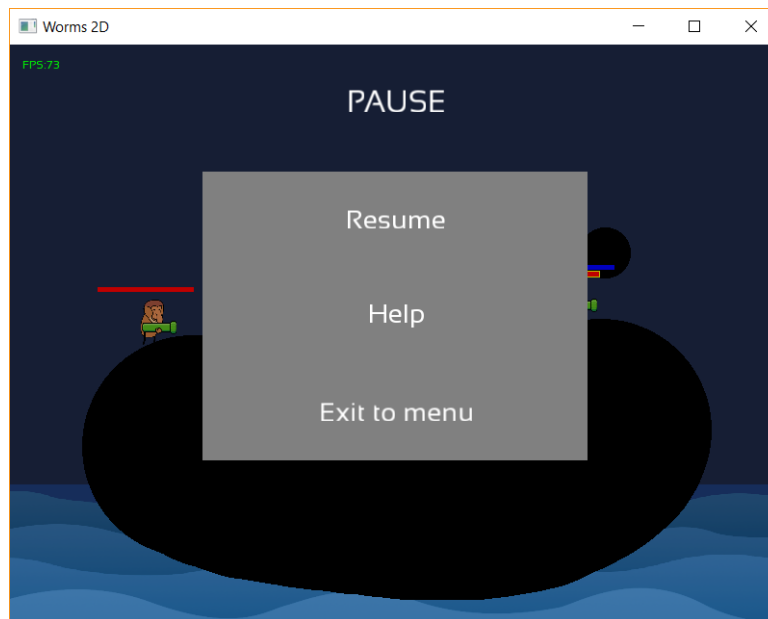 Worms 2D
FPS:73
PAUSE
Resume
Help
Exit to menu